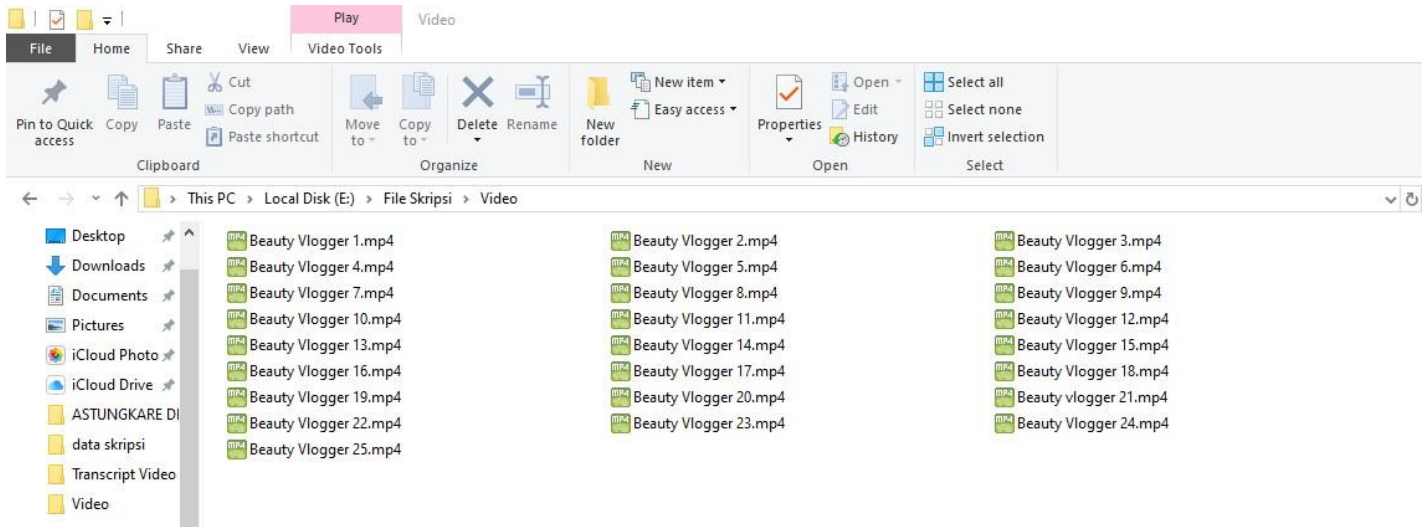 Play Video
File Home Share View Video Tools
Pin to Quick access
Copy
Paste
Cut
Copy path
Paste shortcut
Clipboard
Move to
Copy to
Delete
Rename
Organize
New folder
New item
Easy access
New
Properties
Open
Edit
History
Open
Select all
Select none
Invert selection
Select
This PC > Local Disk (E:) > File Skripsi > Video
Desktop
Downloads
Documents
Pictures
iCloud Photo
iCloud Drive
ASTUNGKARE DI
data skripsi
Transcript Video
Video
Beauty Vlogger 1.mp4 Beauty Vlogger 2.mp4 Beauty Vlogger 3.mp4
Beauty Vlogger 4.mp4 Beauty Vlogger 5.mp4 Beauty Vlogger 6.mp4
Beauty Vlogger 7.mp4 Beauty Vlogger 8.mp4 Beauty Vlogger 9.mp4
Beauty Vlogger 10.mp4 Beauty Vlogger 11.mp4 Beauty Vlogger 12.mp4
Beauty Vlogger 13.mp4 Beauty Vlogger 14.mp4 Beauty Vlogger 15.mp4
Beauty Vlogger 16.mp4 Beauty Vlogger 17.mp4 Beauty Vlogger 18.mp4
Beauty Vlogger 19.mp4 Beauty Vlogger 20.mp4 Beauty vlogger 21.mp4
Beauty Vlogger 22.mp4 Beauty Vlogger 23.mp4 Beauty Vlogger 24.mp4
Beauty Vlogger 25.mp4